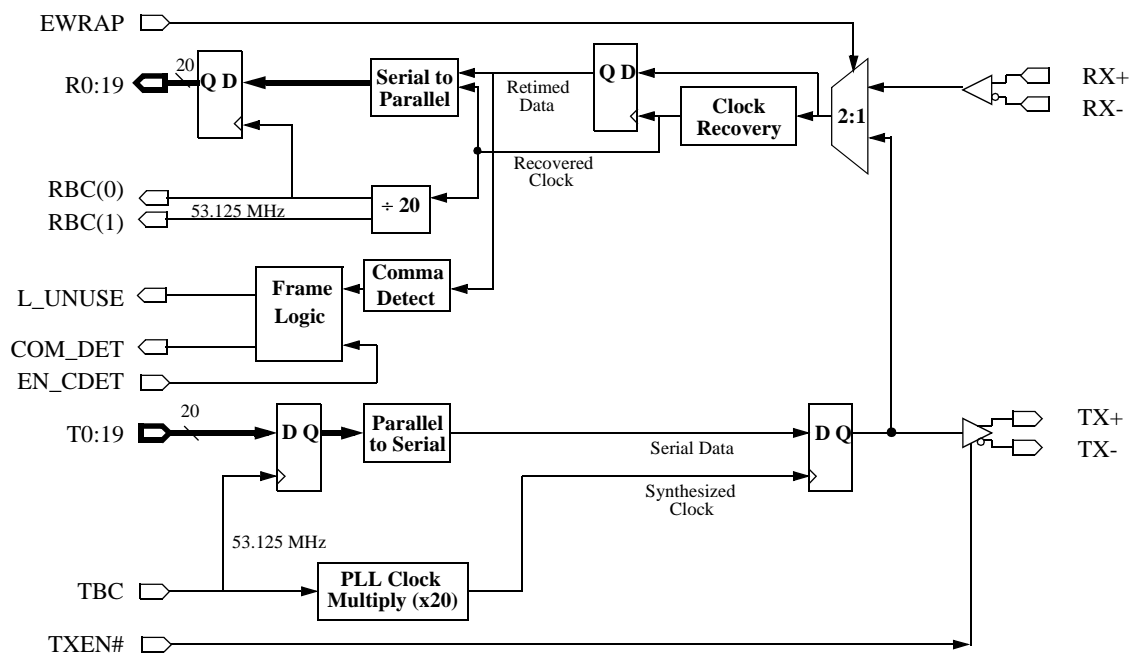 EWRAP
20
R0:19
Q D
Serial to
Parallel
Retimed
Data
Q D
Clock
Recovery
2:1
RX+
RX-
Recovered
Clock
RBC(0)
53.125 MHz
RBC(1)
÷ 20
L_UNUSE
Frame
Logic
Comma
Detect
COM_DET
EN_CDET
20
T0:19
D Q
Parallel
to Serial
Serial Data
D Q
TX+
TX-
Synthesized
Clock
53.125 MHz
TBC
PLL Clock
Multiply (x20)
TXEN#